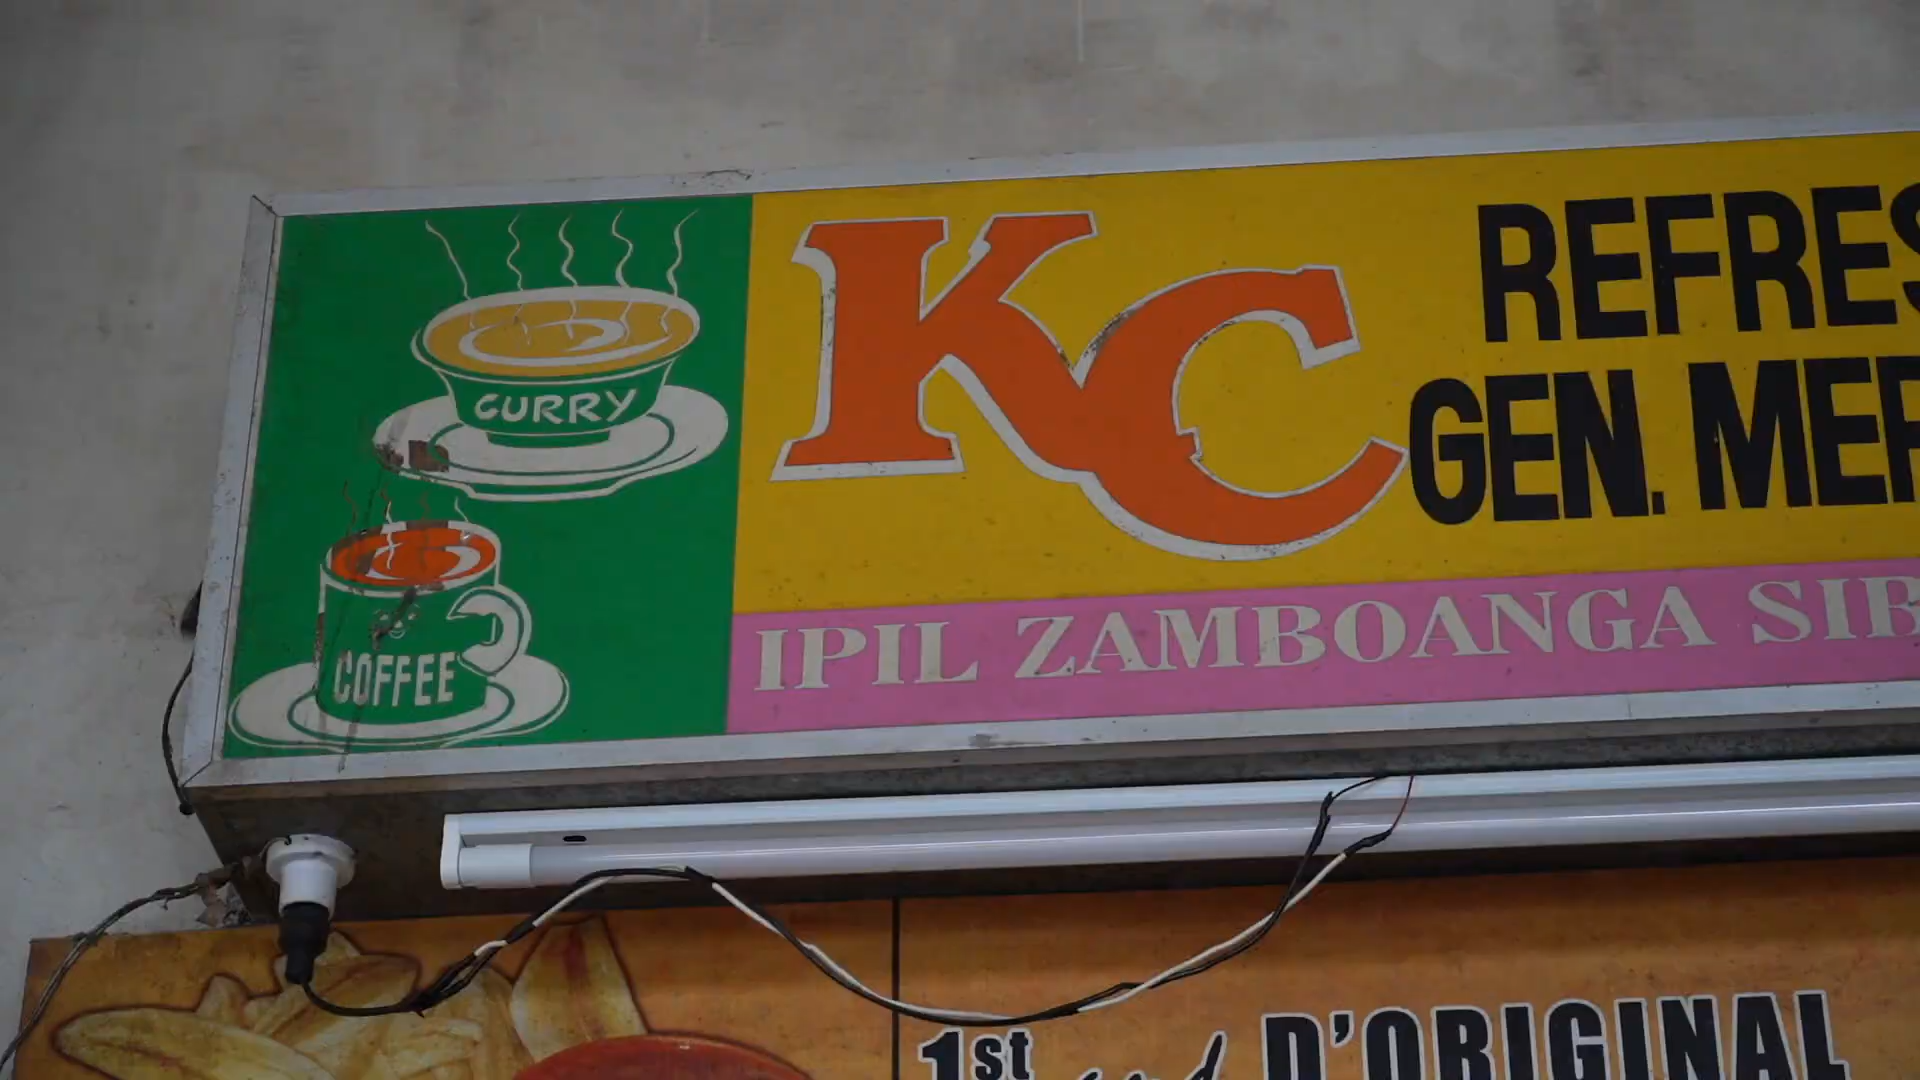 CURRY
COFFEE
KC
REFRES
GEN. MER
IPIL ZAMBOANGA SIB
1st
D'ORIGINAL